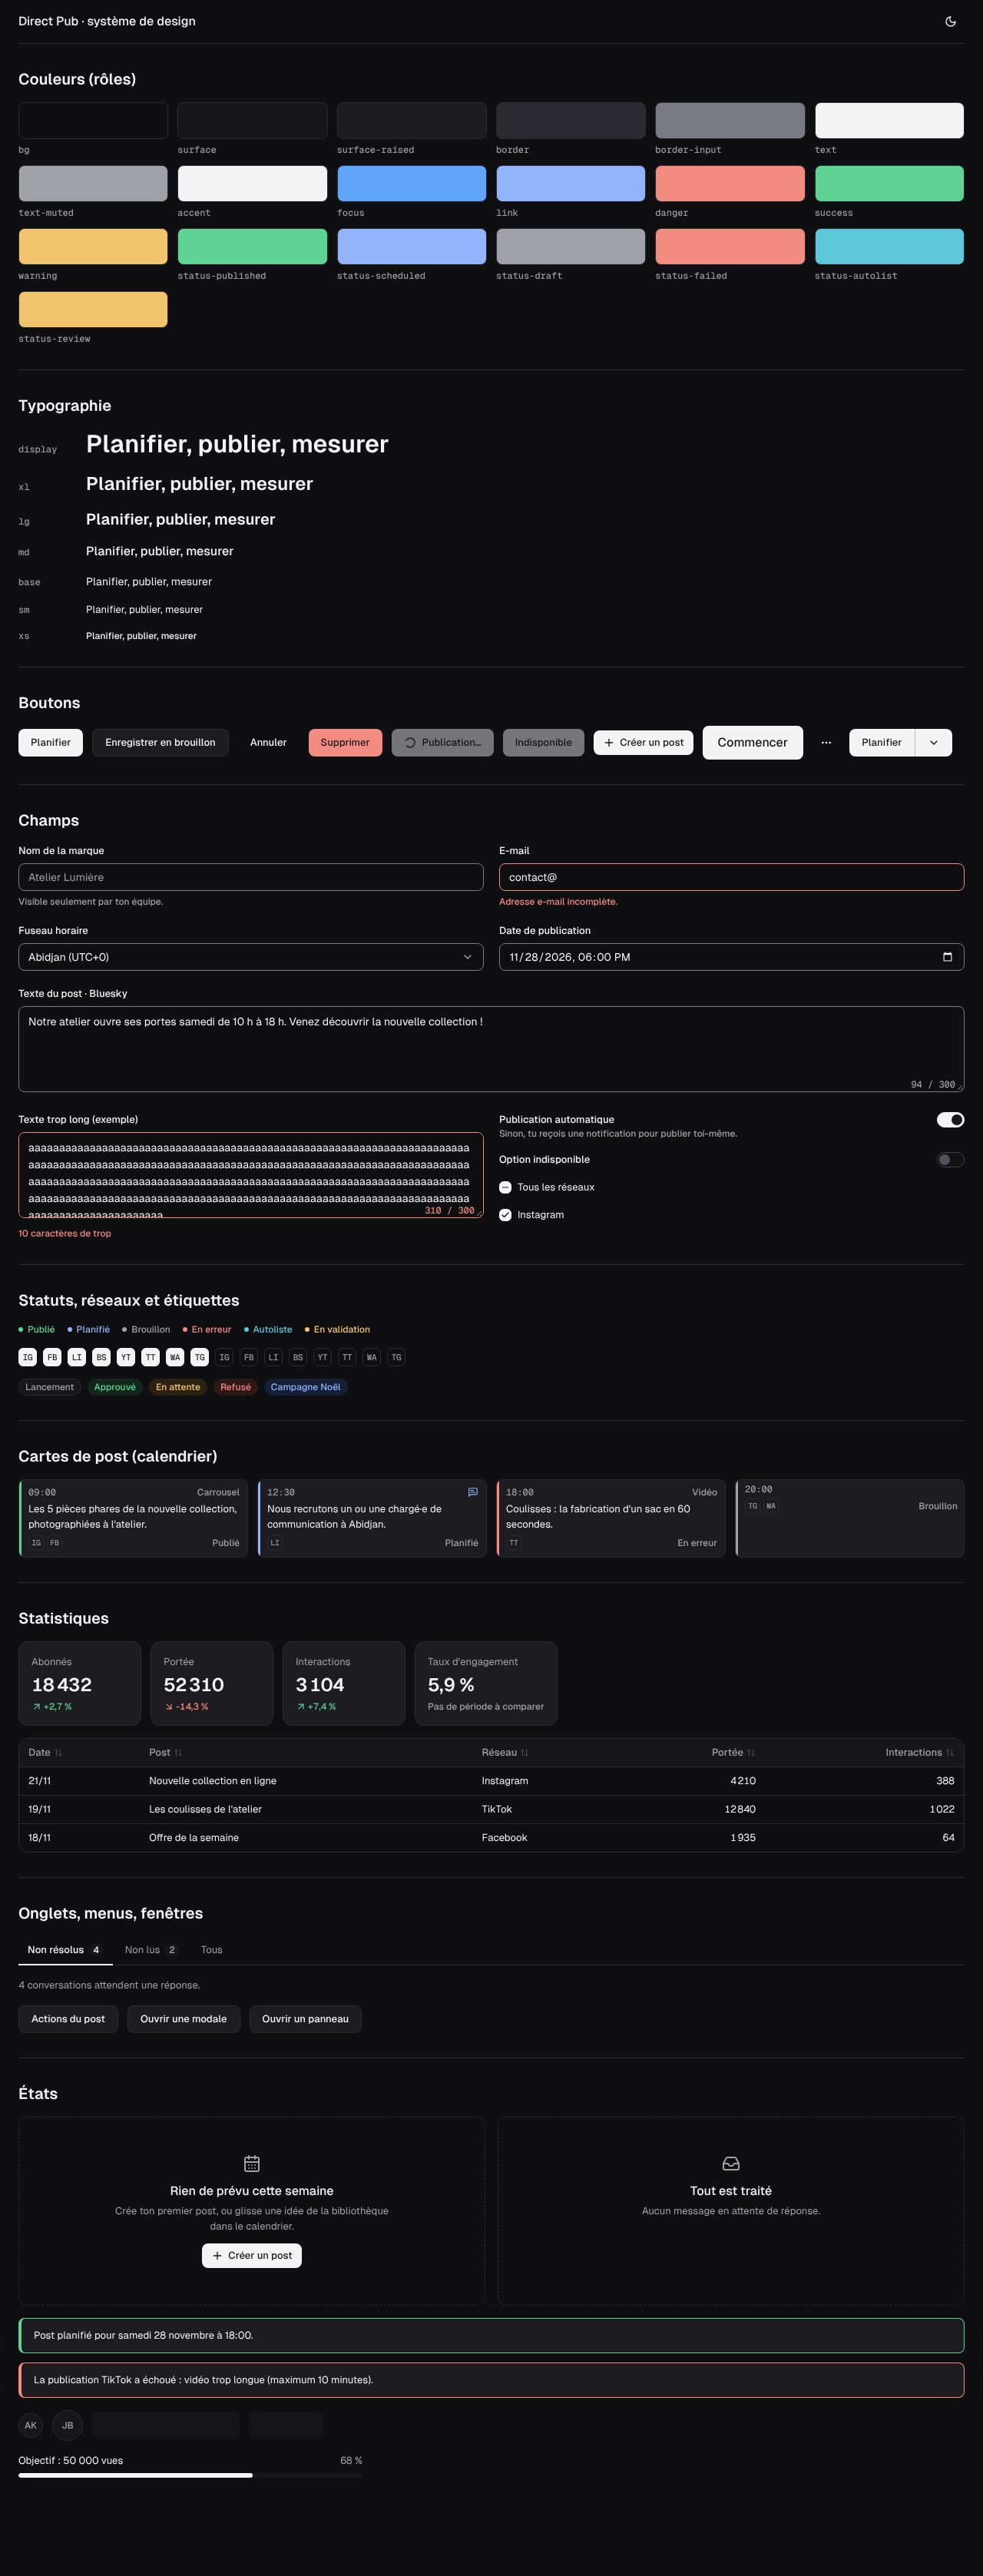 Direct Pub · système de design
Couleurs (rôles)
bg surface surface-raised border border-input text
text-muted accent focus link danger success
warning status-published status-scheduled status-draft status-failed status-autolist
status-review
Typographie
display Planifier, publier, mesurer
xl Planifier, publier, mesurer
lg Planifier, publier, mesurer
md Planifier, publier, mesurer
base Planifier, publier, mesurer
sm Planifier, publier, mesurer
xs Planifier, publier, mesurer
Boutons
Planifier Enregistrer en brouillon Annuler Supprimer Publication… Indisponible Créer un post Commencer Planifier
Champs
Nom de la marque
Atelier Lumière
Visible seulement par ton équipe.
E-mail
contact@
Adresse e-mail incomplète.
Fuseau horaire
Abidjan (UTC+0)
Date de publication
11/28/2026, 06:00 PM
Texte du post · Bluesky
Notre atelier ouvre ses portes samedi de 10 h à 18 h. Venez découvrir la nouvelle collection !
94 / 300
Texte trop long (exemple)
aaaaaaaaaaaaaaaaaaaaaaaaaaaaaaaaaaaaaaaaaaaaaaaaaaaaaaaaaaaaaaaaaaaaaaaa
aaaaaaaaaaaaaaaaaaaaaaaaaaaaaaaaaaaaaaaaaaaaaaaaaaaaaaaaaaaaaaaaaaaaaaaa
aaaaaaaaaaaaaaaaaaaaaaaaaaaaaaaaaaaaaaaaaaaaaaaaaaaaaaaaaaaaaaaaaaaaaaaa
aaaaaaaaaaaaaaaaaaaaaaaaaaaaaaaaaaaaaaaaaaaaaaaaaaaaaaaaaaaaaaaaaaaaaaaa
aaaaaaaaaaaaaaaaaaaaaa
310 / 300
10 caractères de trop
Publication automatique
Sinon, tu reçois une notification pour publier toi-même.
Option indisponible
Tous les réseaux
Instagram
Statuts, réseaux et étiquettes
Publié Planifié Brouillon En erreur Autoliste En validation
IG FB LI BS YT TT WA TG IG FB LI BS YT TT WA TG
Lancement Approuvé En attente Refusé Campagne Noël
Cartes de post (calendrier)
09:00 Carrousel
Les 5 pièces phares de la nouvelle collection,
photographiées à l'atelier.
IG FB Publié
12:30
Nous recrutons un ou une chargé·e de
communication à Abidjan.
LI Planifié
18:00 Vidéo
Coulisses : la fabrication d'un sac en 60
secondes.
TT En erreur
20:00
TG WA Brouillon
Statistiques
Abonnés
18 432
+2,7 %
Portée
52 310
-14,3 %
Interactions
3 104
+7,4 %
Taux d'engagement
5,9 %
Pas de période à comparer
Date Post Réseau Portée Interactions
21/11 Nouvelle collection en ligne Instagram 4 210 388
19/11 Les coulisses de l'atelier TikTok 12 840 1 022
18/11 Offre de la semaine Facebook 1 935 64
Onglets, menus, fenêtres
Non résolus 4 Non lus 2 Tous
4 conversations attendent une réponse.
Actions du post Ouvrir une modale Ouvrir un panneau
États
Rien de prévu cette semaine
Crée ton premier post, ou glisse une idée de la bibliothèque
dans le calendrier.
Créer un post
Tout est traité
Aucun message en attente de réponse.
Post planifié pour samedi 28 novembre à 18:00.
La publication TikTok a échoué : vidéo trop longue (maximum 10 minutes).
AK JB
Objectif : 50 000 vues 68 %